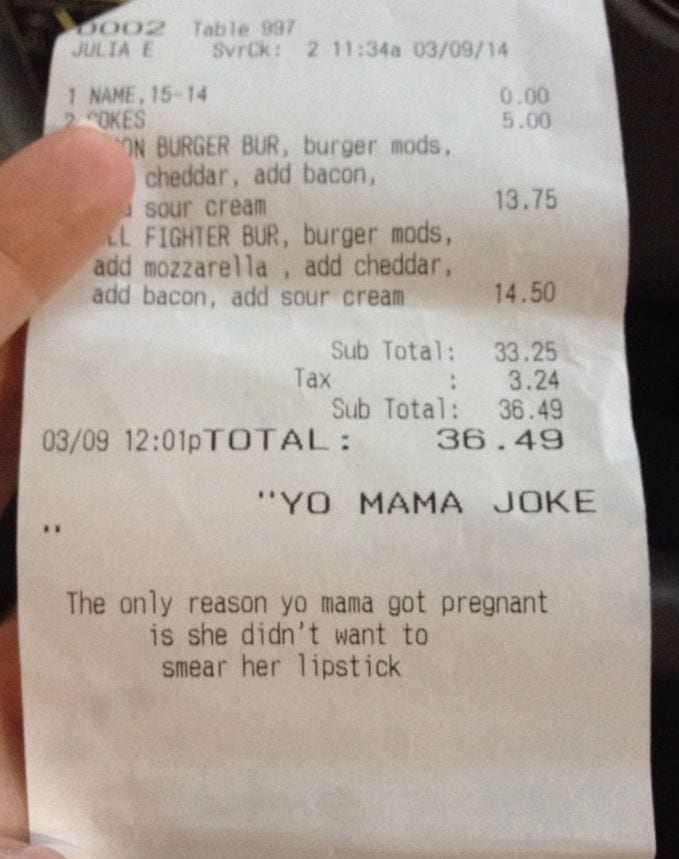 0002 Table 997
JULIA E SvrCk: 2 11:34a 03/09/14
1 NAME,15-14 0.00
2 COKES 5.00
BURGER BUR, burger mods,
cheddar, add bacon,
sour cream 13.75
FIGHTER BUR, burger mods,
add mozzarella , add cheddar,
add bacon, add sour cream 14.50
Sub Total: 33.25
Tax : 3.24
Sub Total: 36.49
03/09 12:01pTOTAL: 36.49
"YO MAMA JOKE
"
The only reason yo mama got pregnant
is she didn't want to
smear her lipstick